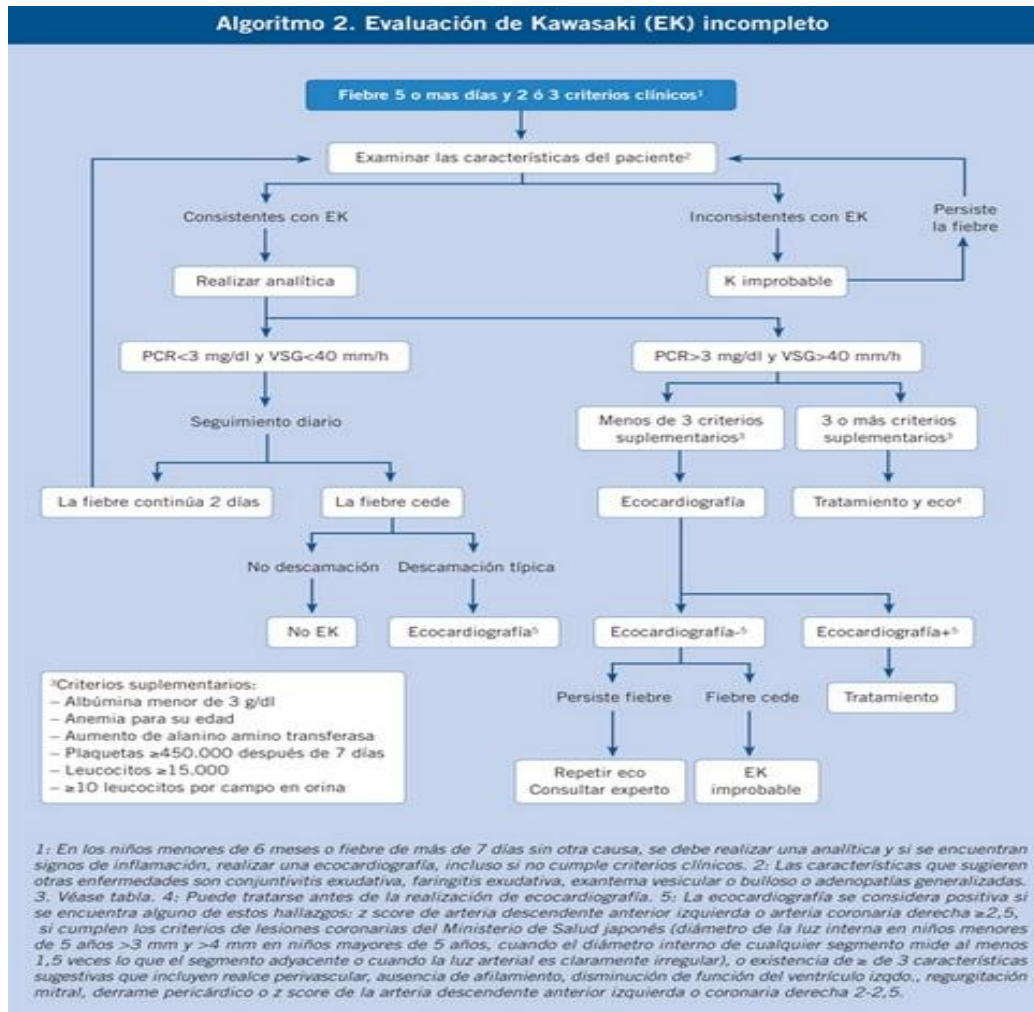 Algoritmo 2. Evaluación de Kawasaki (EK) incompleto
Fiebre 5 o mas días y 2 ó 3 criterios clínicos¹
Examinar las características del paciente²
Consistentes con EK
Inconsistentes con EK
Persiste
la fiebre
Realizar analítica
K improbable
PCR<3 mg/dl y VSG<40 mm/h
PCR>3 mg/dl y VSG>40 mm/h
Seguimiento diario
Menos de 3 criterios
suplementarios³
3 o más criterios
suplementarios³
La fiebre continúa 2 días
La fiebre cede
Ecocardiografía
Tratamiento y eco⁴
No descamación
Descamación típica
No EK
Ecocardiografía⁵
Ecocardiografía-⁵
Ecocardiografía+⁵
Persiste fiebre
Fiebre cede
Tratamiento
Repetir eco
Consultar experto
EK
improbable
³Criterios suplementarios:
– Albúmina menor de 3 g/dl
– Anemia para su edad
– Aumento de alanino amino transferasa
– Plaquetas ≥450.000 después de 7 días
– Leucocitos ≥15.000
– ≥10 leucocitos por campo en orina
1: En los niños menores de 6 meses o fiebre de más de 7 días sin otra causa, se debe realizar una analítica y si se encuentran
signos de inflamación, realizar una ecocardiografía, incluso si no cumple criterios clínicos. 2: Las características que sugieren
otras enfermedades son conjuntivitis exudativa, faringitis exudativa, exantema vesicular o bulloso o adenopatías generalizadas.
3. Véase tabla. 4: Puede tratarse antes de la realización de ecocardiografía. 5: La ecocardiografía se considera positiva si
se encuentra alguno de estos hallazgos: z score de arteria descendente anterior izquierda o arteria coronaria derecha ≥2,5,
si cumplen los criterios de lesiones coronarias del Ministerio de Salud japonés (diámetro de la luz interna en niños menores
de 5 años >3 mm y >4 mm en niños mayores de 5 años, cuando el diámetro interno de cualquier segmento mide al menos
1,5 veces lo que el segmento adyacente o cuando la luz arterial es claramente irregular), o existencia de ≥ de 3 características
sugestivas que incluyen realce perivascular, ausencia de afilamiento, disminución de función del ventrículo izqdo., regurgitación
mitral, derrame pericárdico o z score de la arteria descendente anterior izquierda o coronaria derecha 2-2,5.